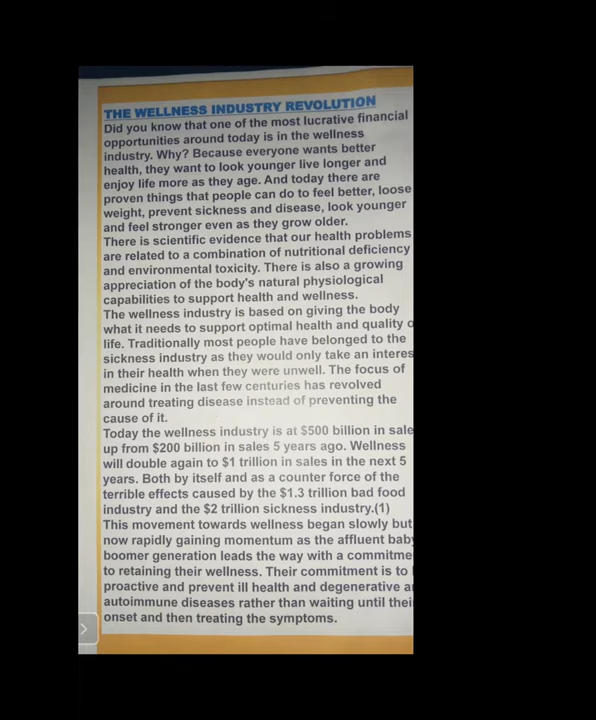 THE WELLNESS INDUSTRY REVOLUTION
Did you know that one of the most lucrative financial
opportunities around today is in the wellness
industry. Why? Because everyone wants better
health, they want to look younger live longer and
enjoy life more as they age. And today there are
proven things that people can do to feel better, loose
weight, prevent sickness and disease, look younger
and feel stronger even as they grow older.
There is scientific evidence that our health problems
are related to a combination of nutritional deficiency
and environmental toxicity. There is also a growing
appreciation of the body's natural physiological
capabilities to support health and wellness.
The wellness industry is based on giving the body
what it needs to support optimal health and quality
life. Traditionally most people have belonged to the
sickness industry as they would only take an interes
in their health when they were unwell. The focus of
medicine in the last few centuries has revolved
around treating disease instead of preventing the
cause of it.
Today the wellness industry is at $500 billion in sale
up from $200 billion in sales 5 years ago. Wellness
will double again to $1 trillion in sales in the next 5
years. Both by itself and as a counter force of the
terrible effects caused by the $1.3 trillion bad food
industry and the $2 trillion sickness industry.(1)
This movement towards wellness began slowly but
now rapidly gaining momentum as the affluent bab
boomer generation leads the way with a commitme
to retaining their wellness. Their commitment is to
proactive and prevent ill health and degenerative a
autoimmune diseases rather than waiting until thei
onset and then treating the symptoms.